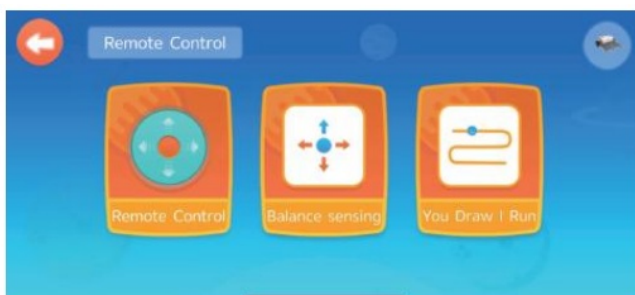 Remote Control
Remote Control
Balance sensing
You Draw I Run